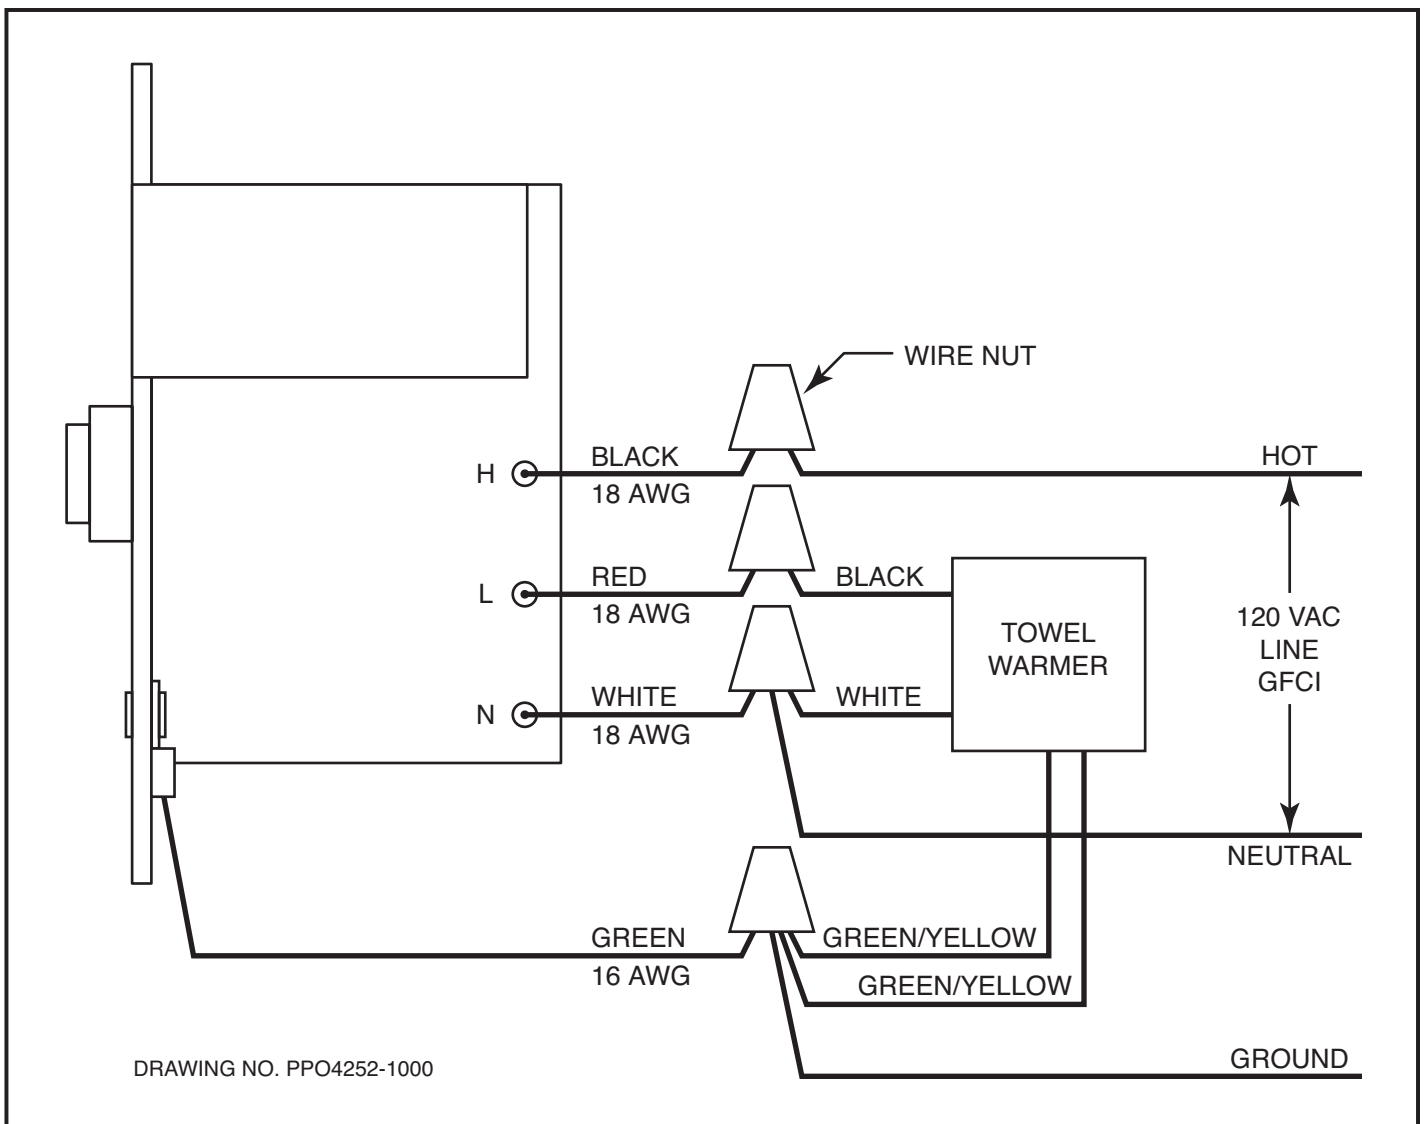 WIRE NUT
H
BLACK
18 AWG
HOT
L
RED
18 AWG
BLACK
TOWEL
WARMER
120 VAC
LINE
GFCI
N
WHITE
18 AWG
WHITE
NEUTRAL
GREEN
16 AWG
GREEN/YELLOW
GREEN/YELLOW
GROUND
DRAWING NO. PPO4252-1000